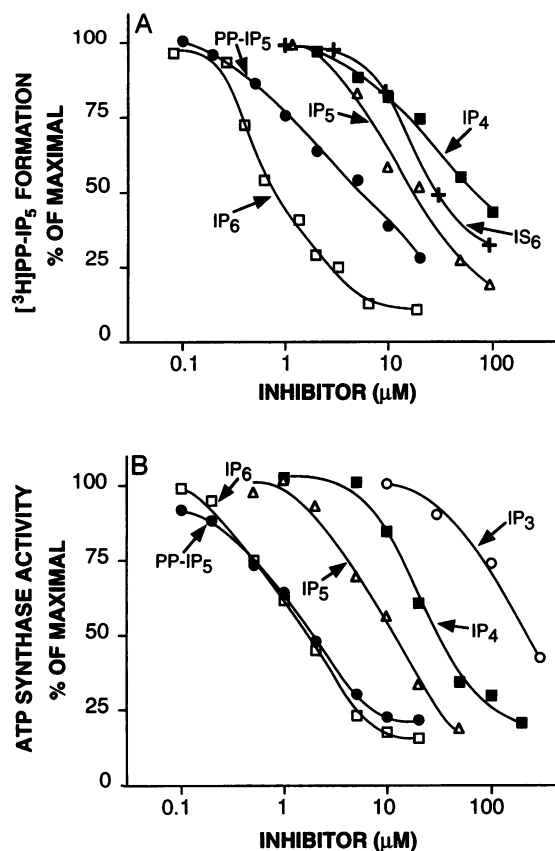 A
[³H]PP-IP₅ FORMATION
% OF MAXIMAL
100
75
50
25
0
PP-IP₅
IP₅
IP₄
IP₆
IS₆
0.1
1
10
100
INHIBITOR (μM)
B
ATP SYNTHASE ACTIVITY
% OF MAXIMAL
100
75
50
25
0
IP₆
PP-IP₅
IP₅
IP₄
IP₃
0.1
1
10
100
INHIBITOR (μM)